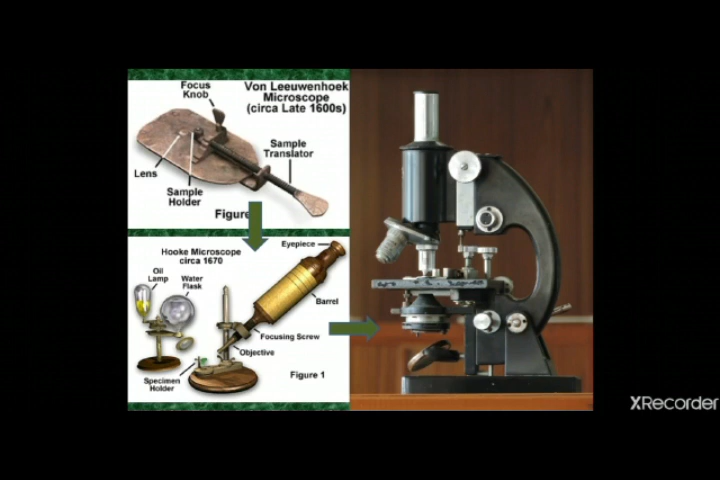 Von Leeuwenhoek
Microscope
(circa Late 1600s)
Focus
Knob
Sample
Translator
Lens
Sample
Holder
Figure
Hooke Microscope
circa 1670
Eyepiece
Oil
Lamp
Water
Flask
Barrel
Focusing Screw
Objective
Specimen
Holder
Figure 1
XRecorder